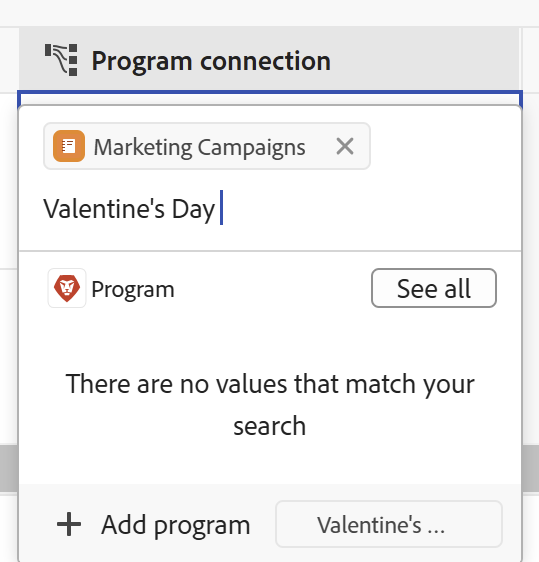 Program connection
Marketing Campaigns
Valentine's Day
Program
See all
There are no values that match your
search
Add program
Valentine's ...